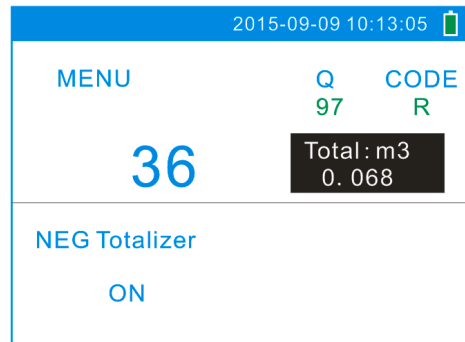 2015-09-09 10:13:05
MENU Q CODE
97 R
36
Total: m3
0. 068
NEG Totalizer
ON